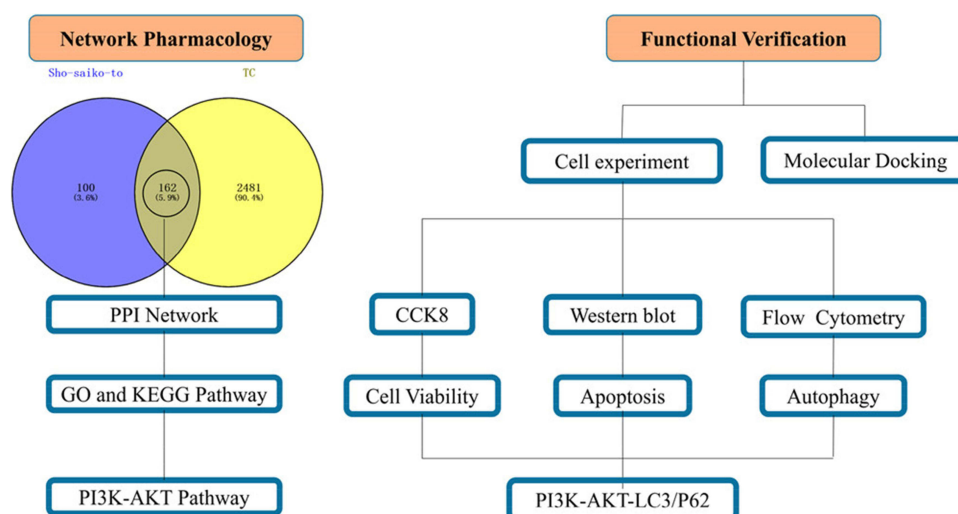 Network Pharmacology
Sho-saiko-to
TC
100
(3.6%)
162
(5.9%)
2481
(90.4%)
PPI Network
GO and KEGG Pathway
PI3K-AKT Pathway
Functional Verification
Cell experiment
Molecular Docking
CCK8
Western blot
Flow Cytometry
Cell Viability
Apoptosis
Autophagy
PI3K-AKT-LC3/P62